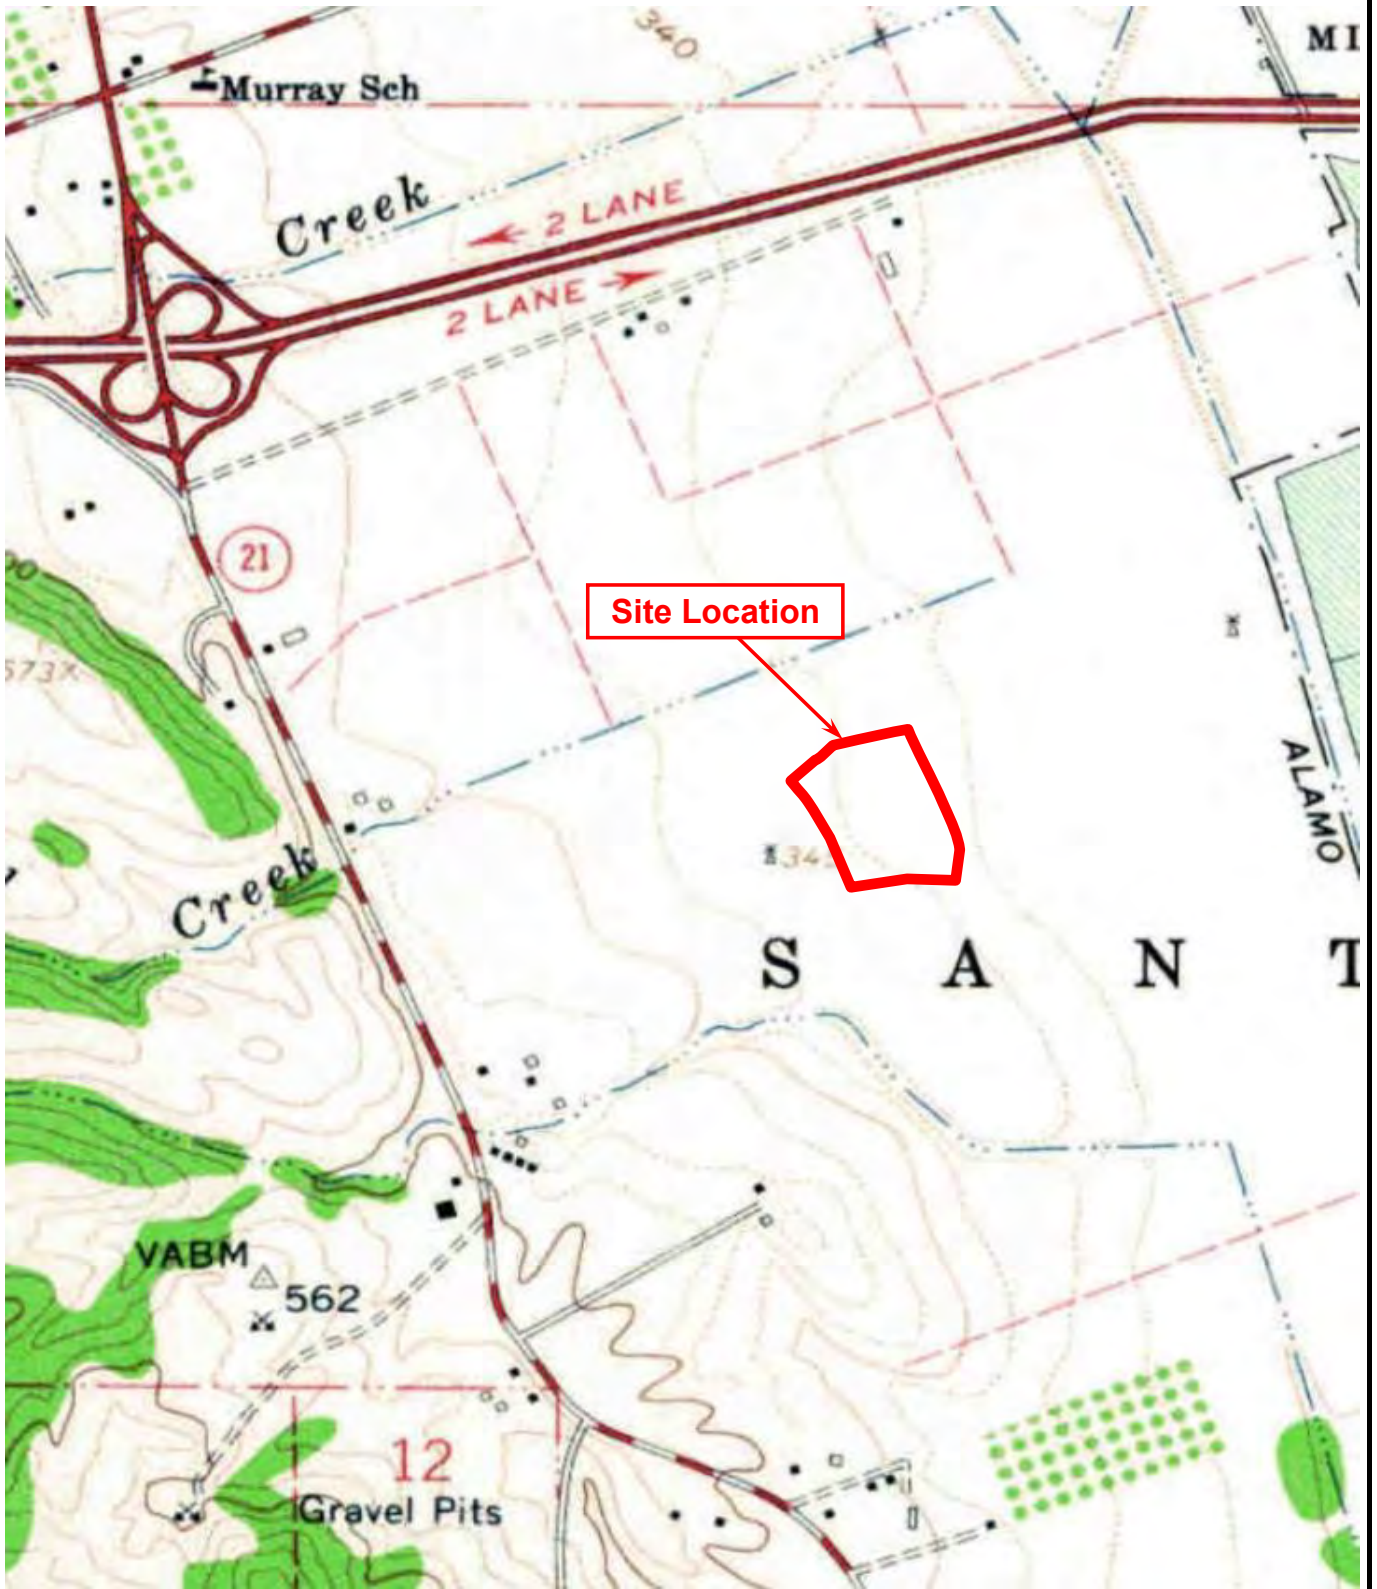 340
MI
Murray Sch
Creek
2 LANE
2 LANE
21
Site Location
573X
ALAMO
Creek
S A N T
VABM
562
12
Gravel Pits